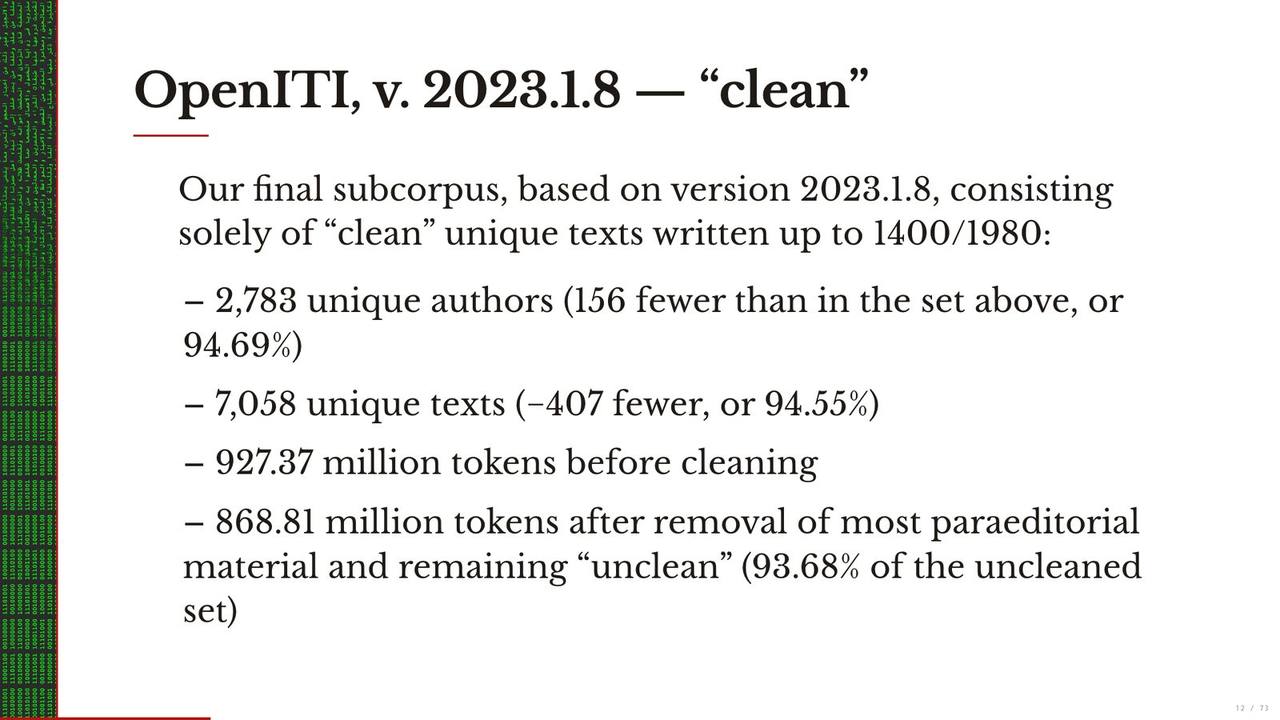 OpenITI, v. 2023.1.8 — “clean”
Our final subcorpus, based on version 2023.1.8, consisting
solely of “clean” unique texts written up to 1400/1980:
– 2,783 unique authors (156 fewer than in the set above, or
94.69%)
– 7,058 unique texts (−407 fewer, or 94.55%)
– 927.37 million tokens before cleaning
– 868.81 million tokens after removal of most paraeditorial
material and remaining “unclean” (93.68% of the uncleaned
set)
12 / 73